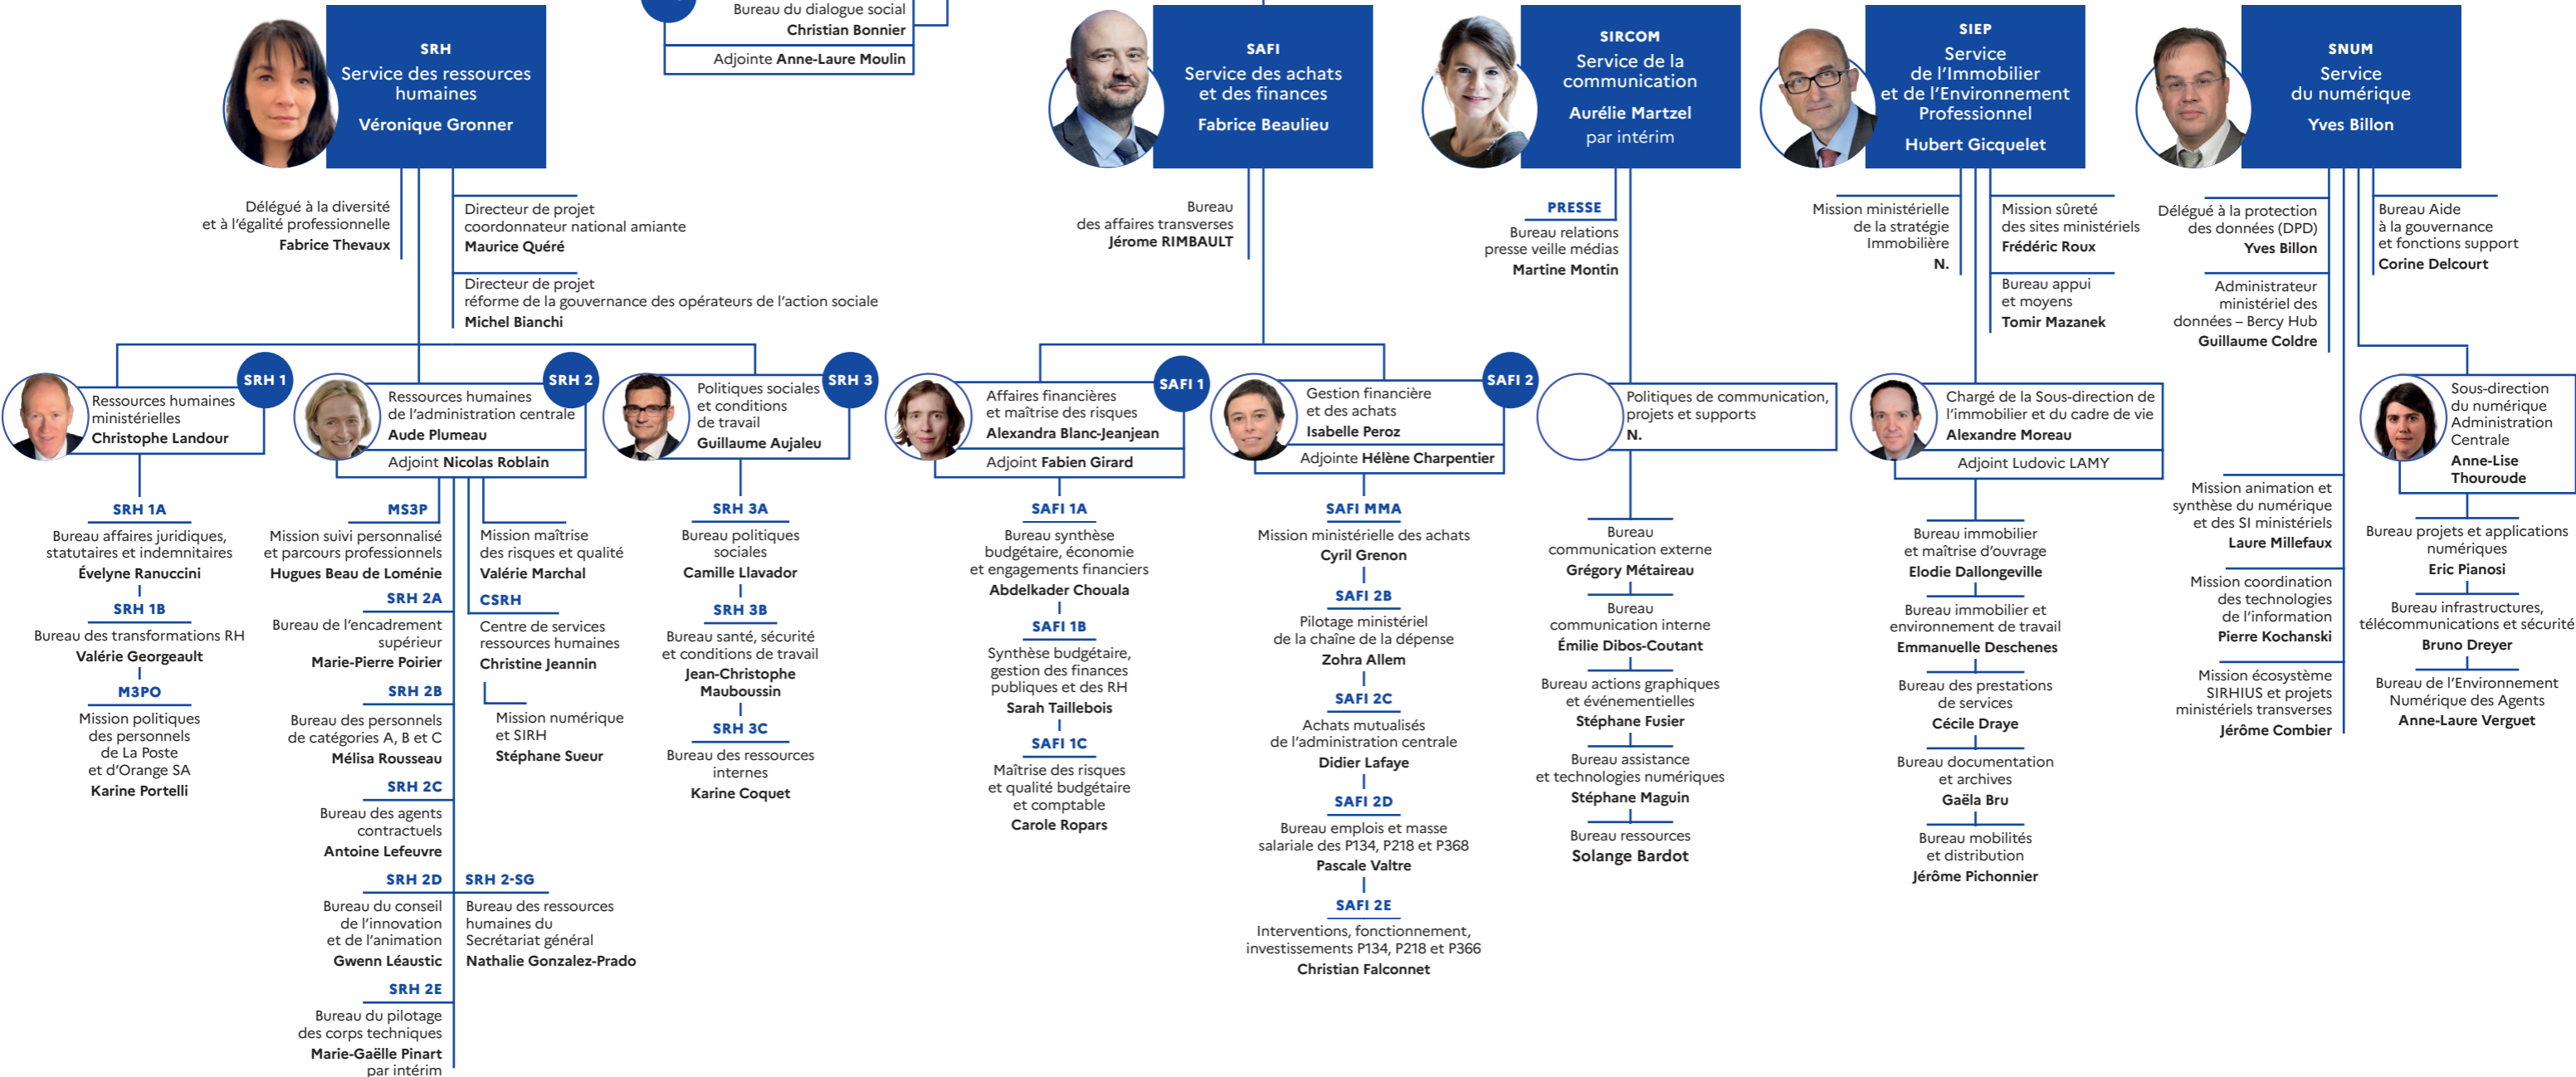 Bureau du dialogue social
Christian Bonnier
Adjointe Anne-Laure Moulin
SRH
Service des ressources
humaines
Véronique Gronner
SAFI
Service des achats
et des finances
Fabrice Beaulieu
SIRCOM
Service de la
communication
Aurélie Martzel
par intérim
SIEP
Service
de l'Immobilier
et de l'Environnement
Professionnel
Hubert Gicquelet
SNUM
Service
du numérique
Yves Billon
Délégué à la diversité
et à l'égalité professionnelle
Fabrice Thevaux
Directeur de projet
coordonnateur national amiante
Maurice Quéré
Directeur de projet
réforme de la gouvernance des opérateurs de l'action sociale
Michel Bianchi
Bureau
des affaires transverses
Jérome RIMBAULT
PRESSE
Bureau relations
presse veille médias
Martine Montin
Mission ministérielle
de la stratégie
Immobilière
N.
Mission sûreté
des sites ministériels
Frédéric Roux
Bureau appui
et moyens
Tomir Mazanek
Délégué à la protection
des données (DPD)
Yves Billon
Administrateur
ministériel des
données – Bercy Hub
Guillaume Coldre
Bureau Aide
à la gouvernance
et fonctions support
Corine Delcourt
SRH 1
Ressources humaines
ministérielles
Christophe Landour
SRH 1A
Bureau affaires juridiques,
statutaires et indemnitaires
Évelyne Ranuccini
SRH 1B
Bureau des transformations RH
Valérie Georgeault
M3PO
Mission politiques
des personnels
de La Poste
et d'Orange SA
Karine Portelli
SRH 2
Ressources humaines
de l'administration centrale
Aude Plumeau
Adjoint Nicolas Roblain
MS3P
Mission suivi personnalisé
et parcours professionnels
Hugues Beau de Loménie
SRH 2A
Bureau de l'encadrement
supérieur
Marie-Pierre Poirier
SRH 2B
Bureau des personnels
de catégories A, B et C
Mélisa Rousseau
SRH 2C
Bureau des agents
contractuels
Antoine Lefeuvre
SRH 2D
Bureau du conseil
de l'innovation
et de l'animation
Gwenn Léaustic
SRH 2E
Bureau du pilotage
des corps techniques
Marie-Gaëlle Pinart
par intérim
Mission maîtrise
des risques et qualité
Valérie Marchal
CSRH
Centre de services
ressources humaines
Christine Jeannin
Mission numérique
et SIRH
Stéphane Sueur
SRH 2-SG
Bureau des ressources
humaines du
Secrétariat général
Nathalie Gonzalez-Prado
SRH 3
Politiques sociales
et conditions
de travail
Guillaume Aujaleu
SRH 3A
Bureau politiques
sociales
Camille Llavador
SRH 3B
Bureau santé, sécurité
et conditions de travail
Jean-Christophe
Mauboussin
SRH 3C
Bureau des ressources
internes
Karine Coquet
SAFI 1
Affaires financières
et maîtrise des risques
Alexandra Blanc-Jeanjean
Adjoint Fabien Girard
SAFI 1A
Bureau synthèse
budgétaire, économie
et engagements financiers
Abdelkader Chouala
SAFI 1B
Synthèse budgétaire,
gestion des finances
publiques et des RH
Sarah Taillebois
SAFI 1C
Maîtrise des risques
et qualité budgétaire
et comptable
Carole Ropars
SAFI 2
Gestion financière
et des achats
Isabelle Peroz
Adjointe Hélène Charpentier
SAFI MMA
Mission ministérielle des achats
Cyril Grenon
SAFI 2B
Pilotage ministériel
de la chaîne de la dépense
Zohra Allem
SAFI 2C
Achats mutualisés
de l'administration centrale
Didier Lafaye
SAFI 2D
Bureau emplois et masse
salariale des P134, P218 et P368
Pascale Valtre
SAFI 2E
Interventions, fonctionnement,
investissements P134, P218 et P366
Christian Falconnet
Politiques de communication,
projets et supports
N.
Bureau
communication externe
Grégory Métaireau
Bureau
communication interne
Émilie Dibos-Coutant
Bureau actions graphiques
et événementielles
Stéphane Fusier
Bureau assistance
et technologies numériques
Stéphane Maguin
Bureau ressources
Solange Bardot
Chargé de la Sous-direction de
l'immobilier et du cadre de vie
Alexandre Moreau
Adjoint Ludovic LAMY
Bureau immobilier
et maîtrise d'ouvrage
Elodie Dallongeville
Bureau immobilier et
environnement de travail
Emmanuelle Deschenes
Bureau des prestations
de services
Cécile Draye
Bureau documentation
et archives
Gaëla Bru
Bureau mobilités
et distribution
Jérôme Pichonnier
Mission animation et
synthèse du numérique
et des SI ministériels
Laure Millefaux
Mission coordination
des technologies
de l'information
Pierre Kochanski
Mission écosystème
SIRHIUS et projets
ministériels transverses
Jérôme Combier
Sous-direction
du numérique
Administration
Centrale
Anne-Lise
Thouroude
Bureau projets et applications
numériques
Eric Pianosi
Bureau infrastructures,
télécommunications et sécurité
Bruno Dreyer
Bureau de l'Environnement
Numérique des Agents
Anne-Laure Verguet